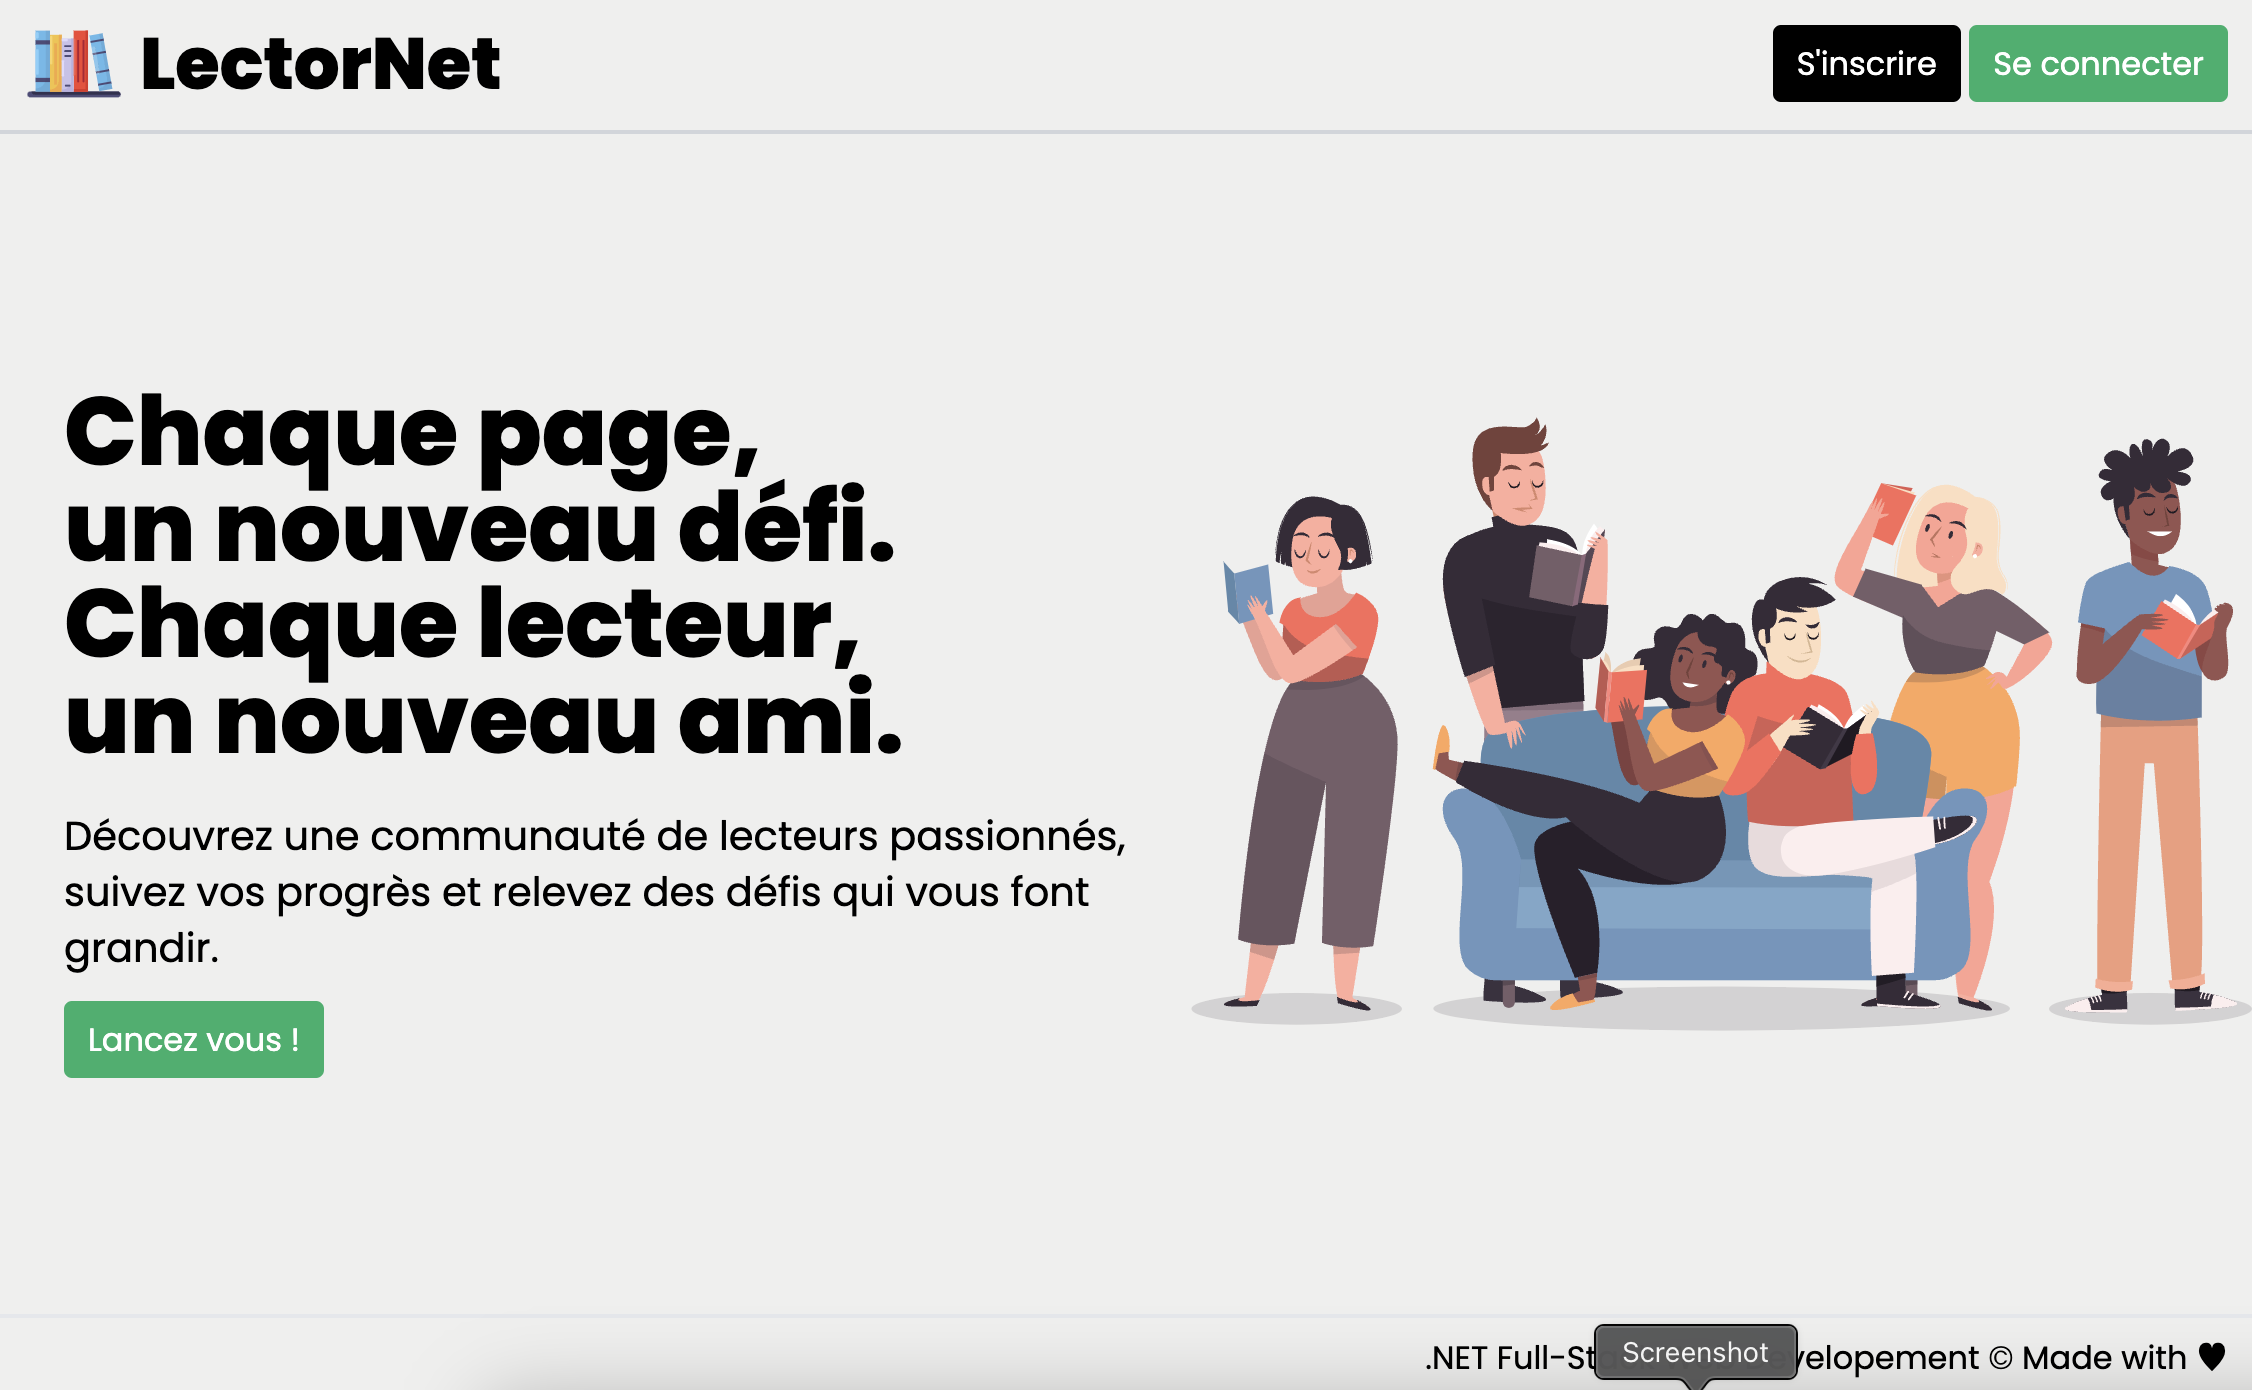 LectorNet
S'inscrire
Se connecter
Chaque page,
un nouveau défi.
Chaque lecteur,
un nouveau ami.
Découvrez une communauté de lecteurs passionnés,
suivez vos progrès et relevez des défis qui vous font
grandir.
Lancez vous !
.NET Full-St velopement © Made with ♥
Screenshot